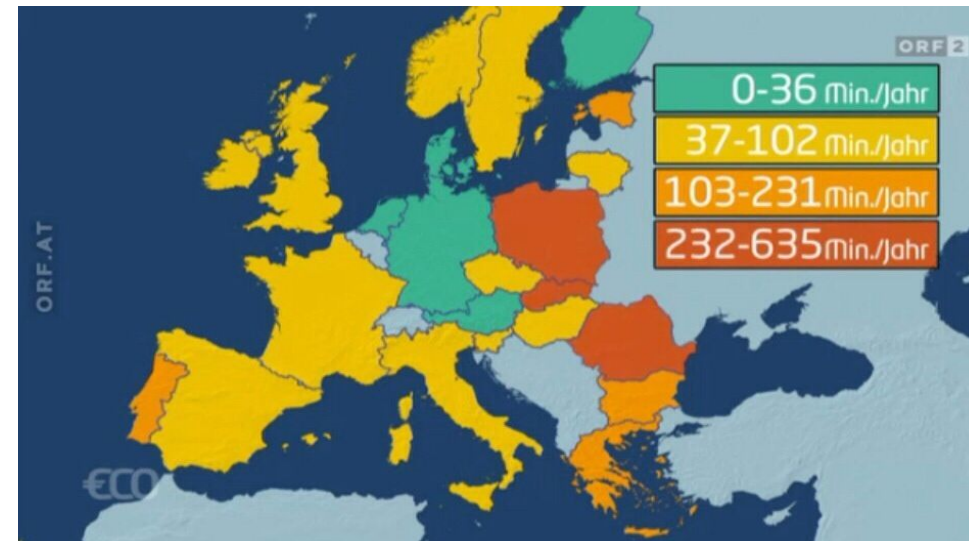 ORF 2
0-36 Min./Jahr
37-102 Min./Jahr
103-231 Min./Jahr
232-635 Min./Jahr
ORF.AT
€CO